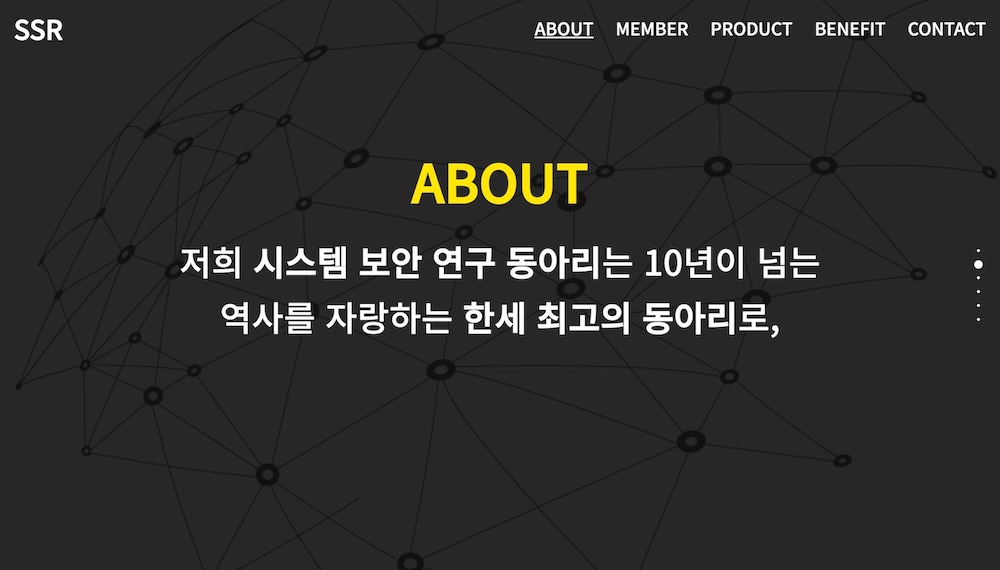 SSR
ABOUT MEMBER PRODUCT BENEFIT CONTACT
ABOUT
저희 시스템 보안 연구 동아리는 10년이 넘는
역사를 자랑하는 한세 최고의 동아리로,